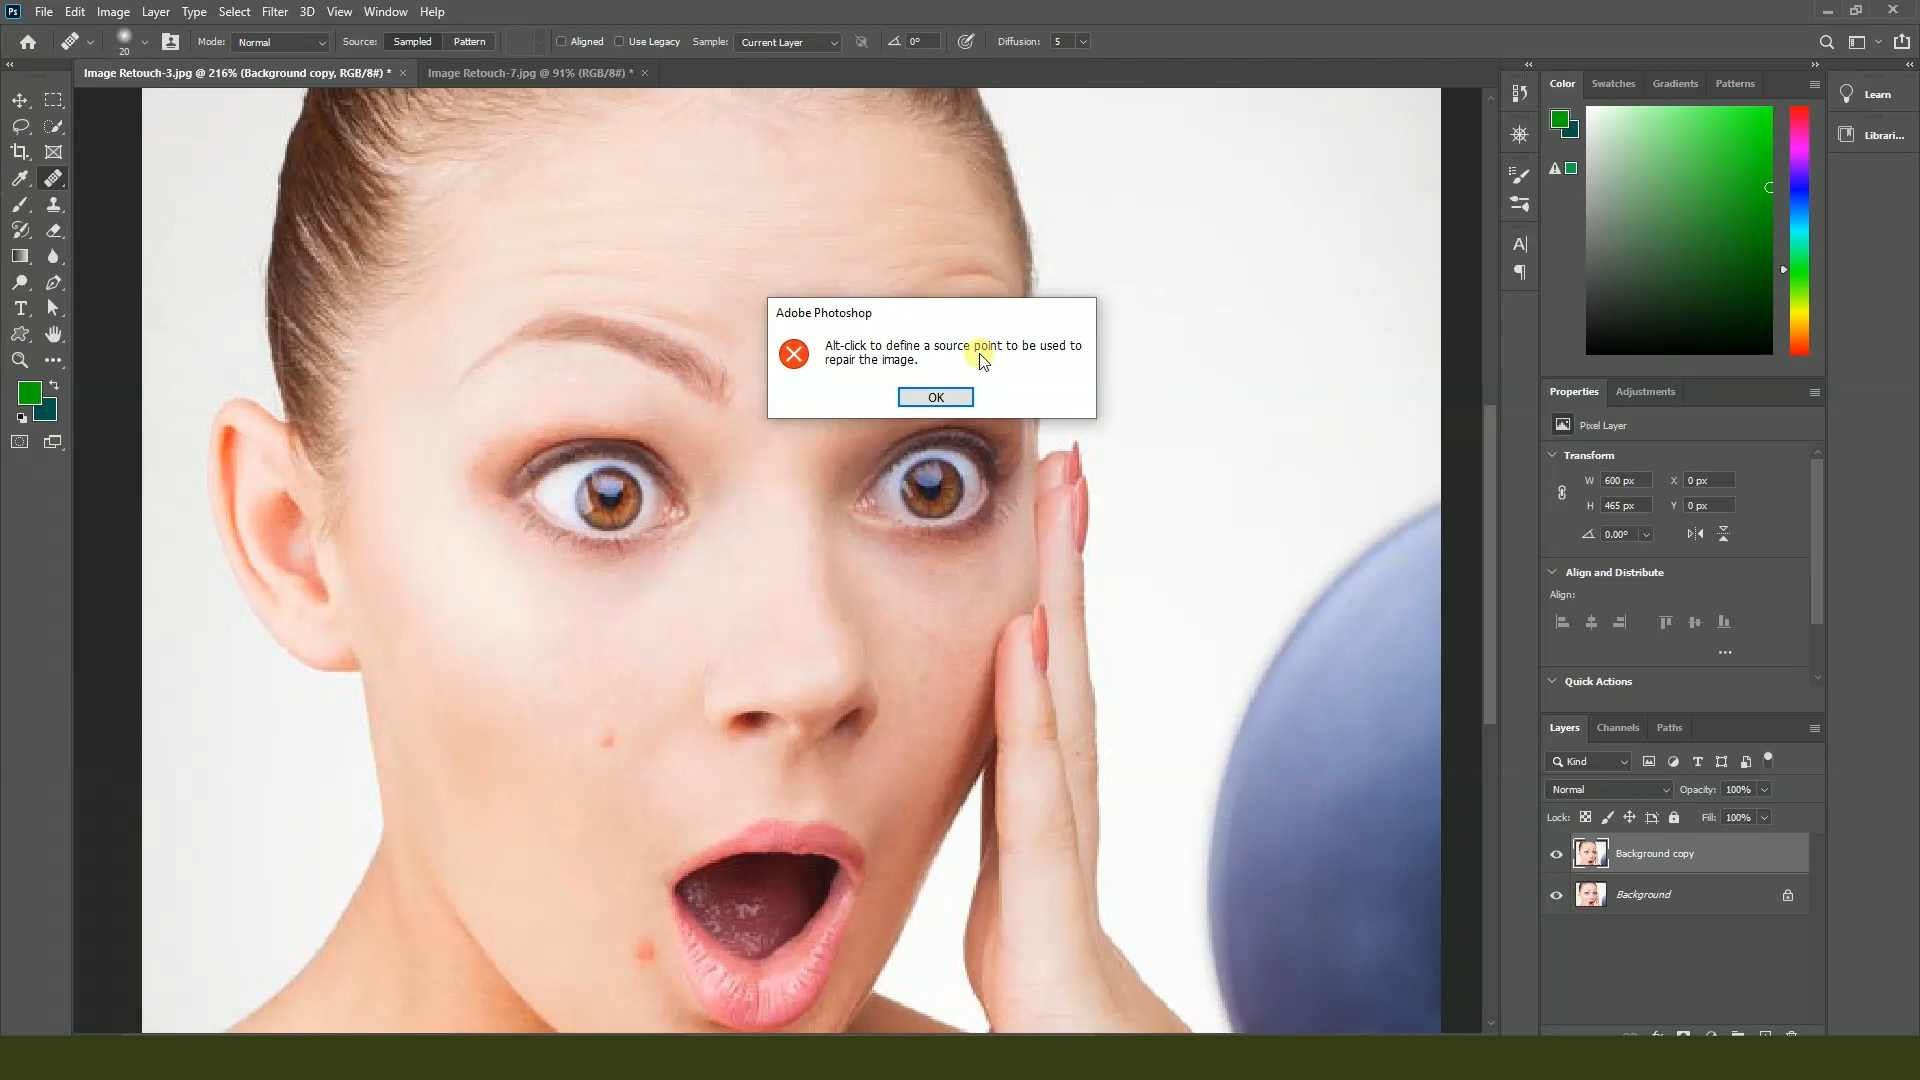 Ps File Edit Image Layer Type Select Filter 3D View Window Help
20 Mode: Normal Source: Sampled Pattern Aligned Use Legacy Sample: Current Layer 0° Diffusion: 5
Image Retouch-3.jpg @ 216% (Background copy, RGB/8#) * × Image Retouch-7.jpg @ 91% (RGB/8#) * ×
Color Swatches Gradients Patterns
Learn
Librari...
Adobe Photoshop
Alt-click to define a source point to be used to
repair the image.
OK
Properties Adjustments
Pixel Layer
Transform
W 600 px X 0 px
H 465 px Y 0 px
0.00°
Align and Distribute
Align:
Quick Actions
Layers Channels Paths
Kind
Normal Opacity: 100%
Lock: Fill: 100%
Background copy
Background